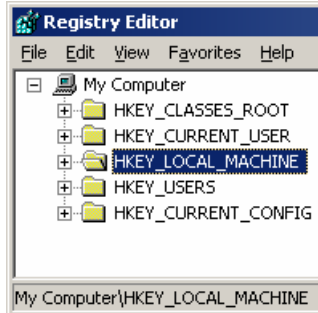 Registry Editor
File Edit View Favorites Help
My Computer
HKEY_CLASSES_ROOT
HKEY_CURRENT_USER
HKEY_LOCAL_MACHINE
HKEY_USERS
HKEY_CURRENT_CONFIG
My Computer\HKEY_LOCAL_MACHINE